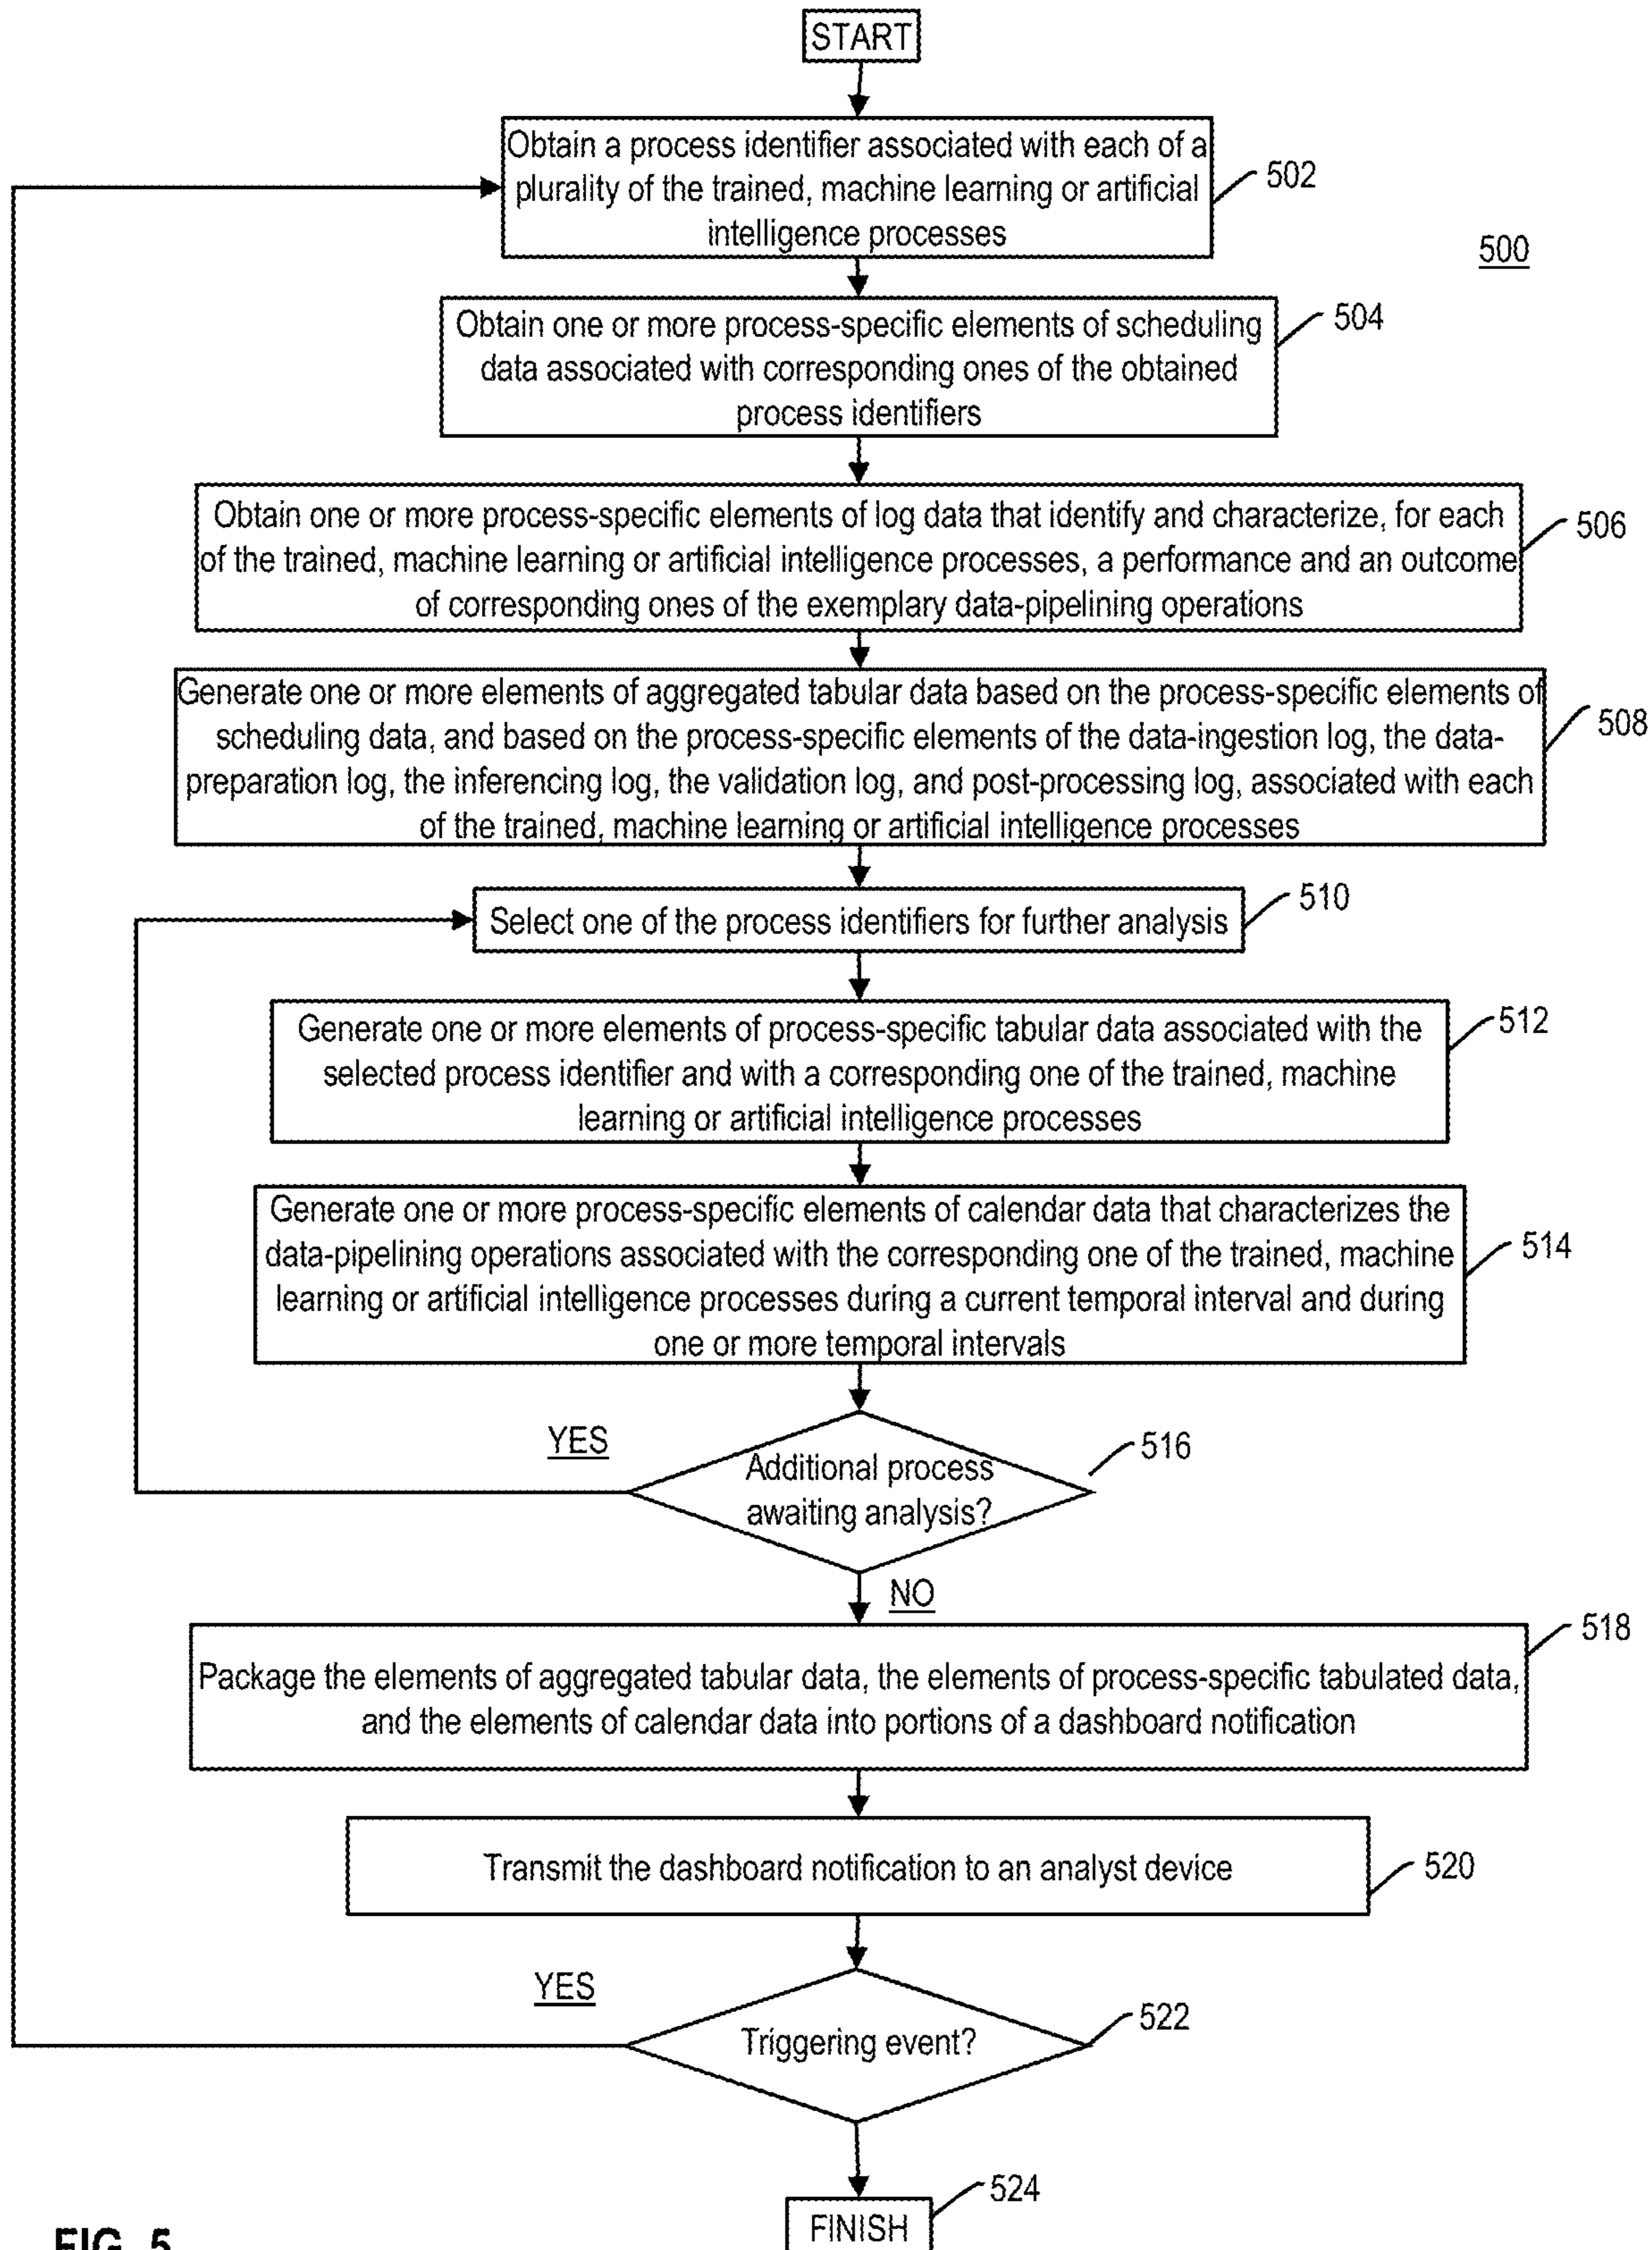 START
Obtain a process identifier associated with each of a
plurality of the trained, machine learning or artificial
intelligence processes
502
500
Obtain one or more process-specific elements of scheduling
data associated with corresponding ones of the obtained
process identifiers
504
Obtain one or more process-specific elements of log data that identify and characterize, for each
of the trained, machine learning or artificial intelligence processes, a performance and an outcome
of corresponding ones of the exemplary data-pipelining operations
506
Generate one or more elements of aggregated tabular data based on the process-specific elements of
scheduling data, and based on the process-specific elements of the data-ingestion log, the data-
preparation log, the inferencing log, the validation log, and post-processing log, associated with each
of the trained, machine learning or artificial intelligence processes
508
Select one of the process identifiers for further analysis
510
Generate one or more elements of process-specific tabular data associated with the
selected process identifier and with a corresponding one of the trained, machine
learning or artificial intelligence processes
512
Generate one or more process-specific elements of calendar data that characterizes the
data-pipelining operations associated with the corresponding one of the trained, machine
learning or artificial intelligence processes during a current temporal interval and during
one or more temporal intervals
514
YES
Additional process
awaiting analysis?
516
NO
Package the elements of aggregated tabular data, the elements of process-specific tabulated data,
and the elements of calendar data into portions of a dashboard notification
518
Transmit the dashboard notification to an analyst device
520
YES
Triggering event?
522
524
FINISH
FIG. 5